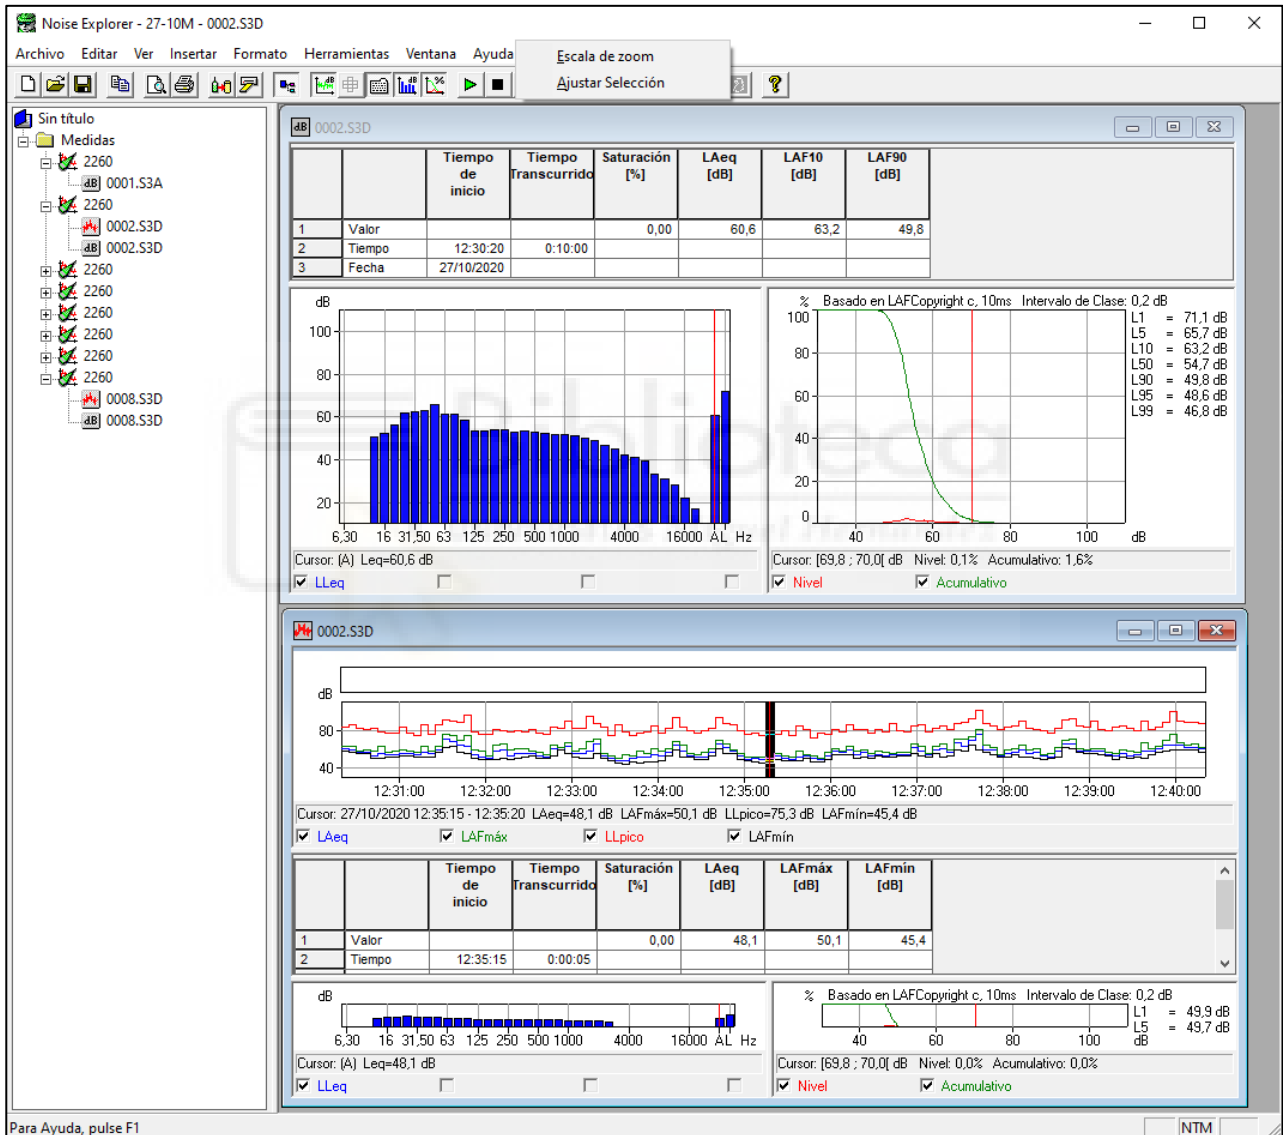 Noise Explorer - 27-10M - 0002.S3D
Archivo Editar Ver Insertar Formato Herramientas Ventana Ayuda
Escala de zoom
Ajustar Selección
Sin título
Medidas
2260
0001.S3A
2260
0002.S3D
0002.S3D
2260
2260
2260
2260
2260
2260
0008.S3D
0008.S3D
0002.S3D
Tiempo de inicio Tiempo Transcurrido Saturación [%] LAeq [dB] LAF10 [dB] LAF90 [dB]
1 Valor 0,00 60,6 63,2 49,8
2 Tiempo 12:30:20 0:10:00
3 Fecha 27/10/2020
dB
100
80
60
40
20
6,30 16 31,50 63 125 250 500 1000 4000 16000 A L Hz
Cursor: (A) Leq=60,6 dB
LLeq
% Basado en LAFCopyright c, 10ms Intervalo de Clase: 0,2 dB
100
80
60
40
20
0
40 60 80 100 dB
L1 = 71,1 dB
L5 = 65,7 dB
L10 = 63,2 dB
L50 = 54,7 dB
L90 = 49,8 dB
L95 = 48,6 dB
L99 = 46,8 dB
Cursor: [69,8 ; 70,0[ dB Nivel: 0,1% Acumulativo: 1,6%
Nivel Acumulativo
Biblioteca
0002.S3D
dB
80
40
12:31:00 12:32:00 12:33:00 12:34:00 12:35:00 12:36:00 12:37:00 12:38:00 12:39:00 12:40:00
Cursor: 27/10/2020 12:35:15 - 12:35:20 LAeq=48,1 dB LAFmáx=50,1 dB LLpico=75,3 dB LAFmín=45,4 dB
LAeq LAFmáx LLpico LAFmín
Tiempo de inicio Tiempo Transcurrido Saturación [%] LAeq [dB] LAFmáx [dB] LAFmín [dB]
1 Valor 0,00 48,1 50,1 45,4
2 Tiempo 12:35:15 0:00:05
dB
6,30 16 31,50 63 125 250 500 1000 4000 16000 A L Hz
Cursor: (A) Leq=48,1 dB
LLeq
% Basado en LAFCopyright c, 10ms Intervalo de Clase: 0,2 dB
40 60 80 100 dB
L1 = 49,9 dB
L5 = 49,7 dB
Cursor: [69,8 ; 70,0[ dB Nivel: 0,0% Acumulativo: 0,0%
Nivel Acumulativo
Para Ayuda, pulse F1
NTM